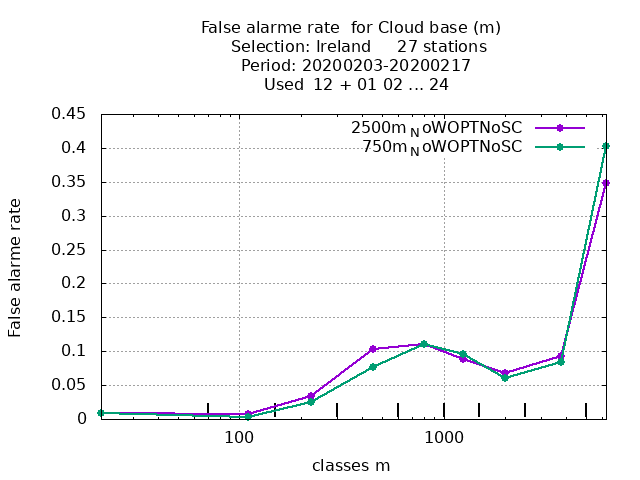 False alarme rate  for Cloud base (m)
Selection: Ireland     27 stations
Period: 20200203-20200217
Used  12 + 01 02 ... 24
2500m_NoWOPTNoSC
750m_NoWOPTNoSC
0.45
0.4
0.35
0.3
0.25
0.2
0.15
0.1
0.05
0
False alarme rate
100
1000
classes m